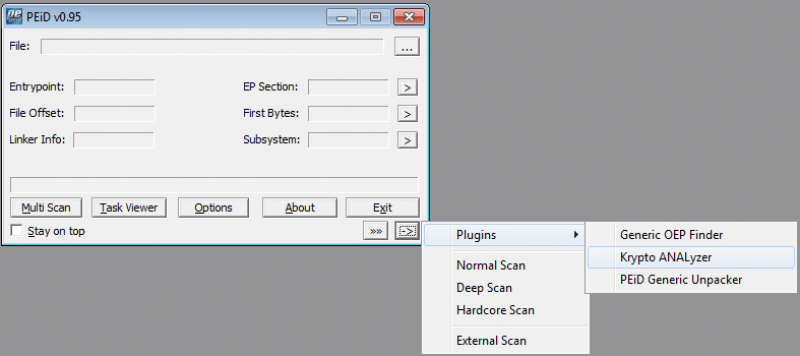 PEiD v0.95
File: ...
Entrypoint: EP Section: >
File Offset: First Bytes: >
Linker Info: Subsystem: >
Multi Scan Task Viewer Options About Exit
Stay on top »» ->
Plugins
Normal Scan
Deep Scan
Hardcore Scan
External Scan
Generic OEP Finder
Krypto ANALyzer
PEiD Generic Unpacker